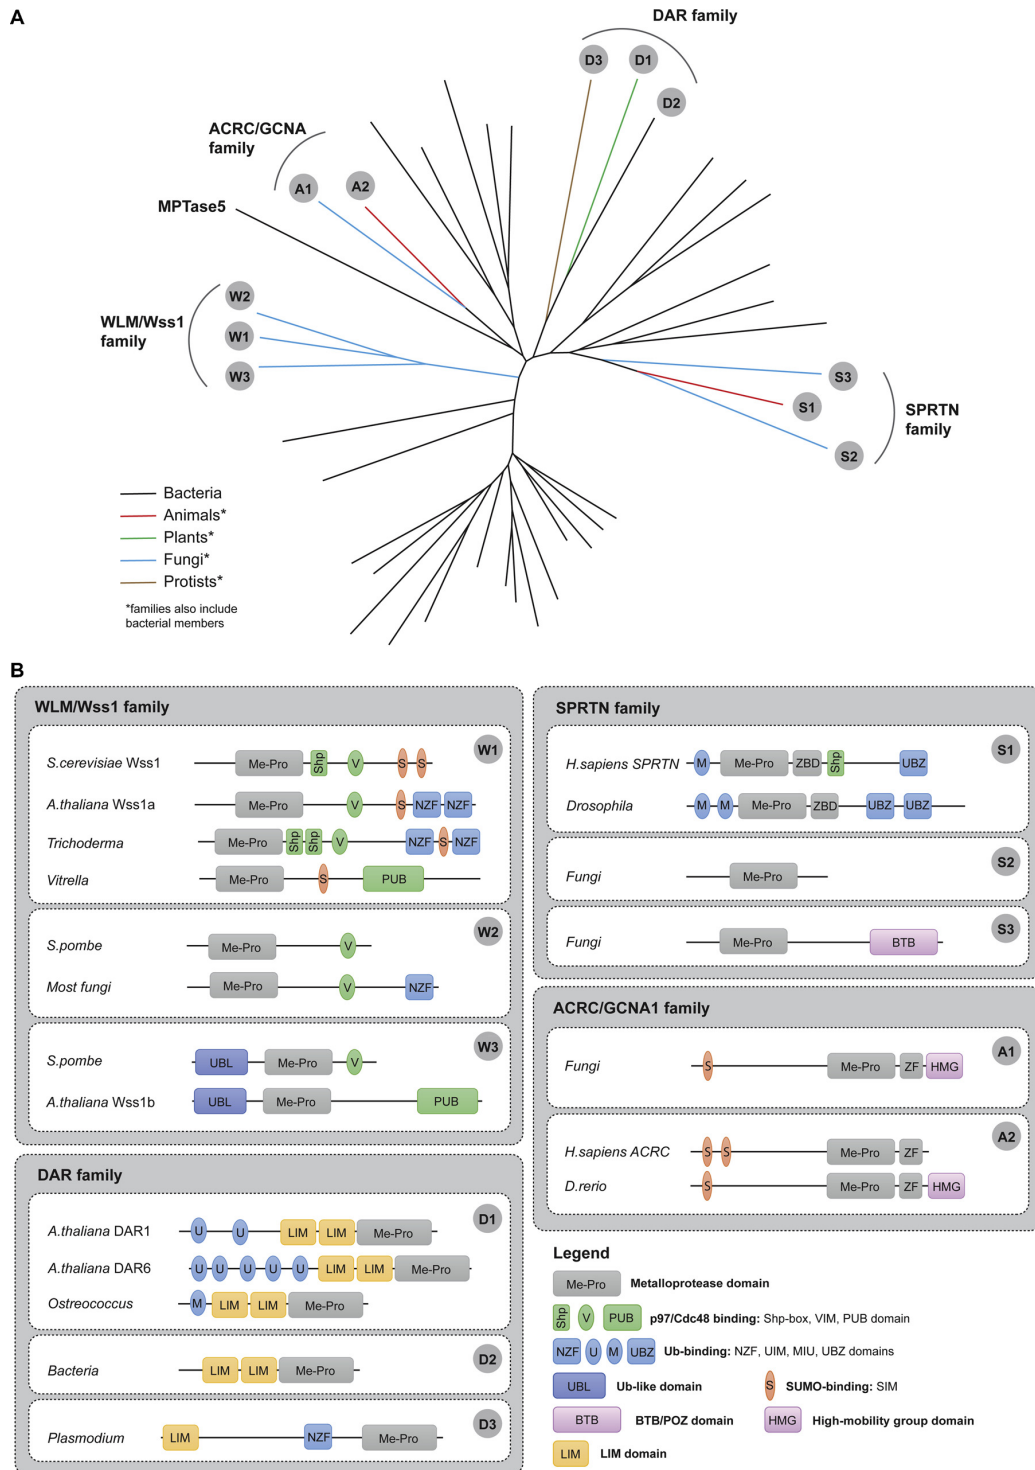 A
DAR family
D3
D1
D2
ACRC/GCNA
family
A1
A2
MPTase5
W2
WLM/Wss1
family
W1
W3
S3
S1
SPRTN
family
S2
Bacteria
Animals*
Plants*
Fungi*
Protists*
*families also include
bacterial members
B
WLM/Wss1 family
W1
S.cerevisiae Wss1
Me-Pro Shp V S S
A.thaliana Wss1a
Me-Pro V S NZF NZF
Trichoderma
Me-Pro Shp Shp V NZF S NZF
Vitrella
Me-Pro S PUB
W2
S.pombe
Me-Pro V
Most fungi
Me-Pro V NZF
W3
S.pombe
UBL Me-Pro V
A.thaliana Wss1b
UBL Me-Pro PUB
DAR family
D1
A.thaliana DAR1
U U LIM LIM Me-Pro
A.thaliana DAR6
U U U U U LIM LIM Me-Pro
Ostreococcus
M LIM LIM Me-Pro
D2
Bacteria
LIM LIM Me-Pro
D3
Plasmodium
LIM NZF Me-Pro
SPRTN family
S1
H.sapiens SPRTN
M Me-Pro ZBD Shp UBZ
Drosophila
M M Me-Pro ZBD UBZ UBZ
S2
Fungi
Me-Pro
S3
Fungi
Me-Pro BTB
ACRC/GCNA1 family
A1
Fungi
S Me-Pro ZF HMG
A2
H.sapiens ACRC
S S Me-Pro ZF
D.rerio
S Me-Pro ZF HMG
Legend
Me-Pro Metalloprotease domain
Shp V PUB p97/Cdc48 binding: Shp-box, VIM, PUB domain
NZF U M UBZ Ub-binding: NZF, UIM, MIU, UBZ domains
UBL Ub-like domain S SUMO-binding: SIM
BTB BTB/POZ domain HMG High-mobility group domain
LIM LIM domain